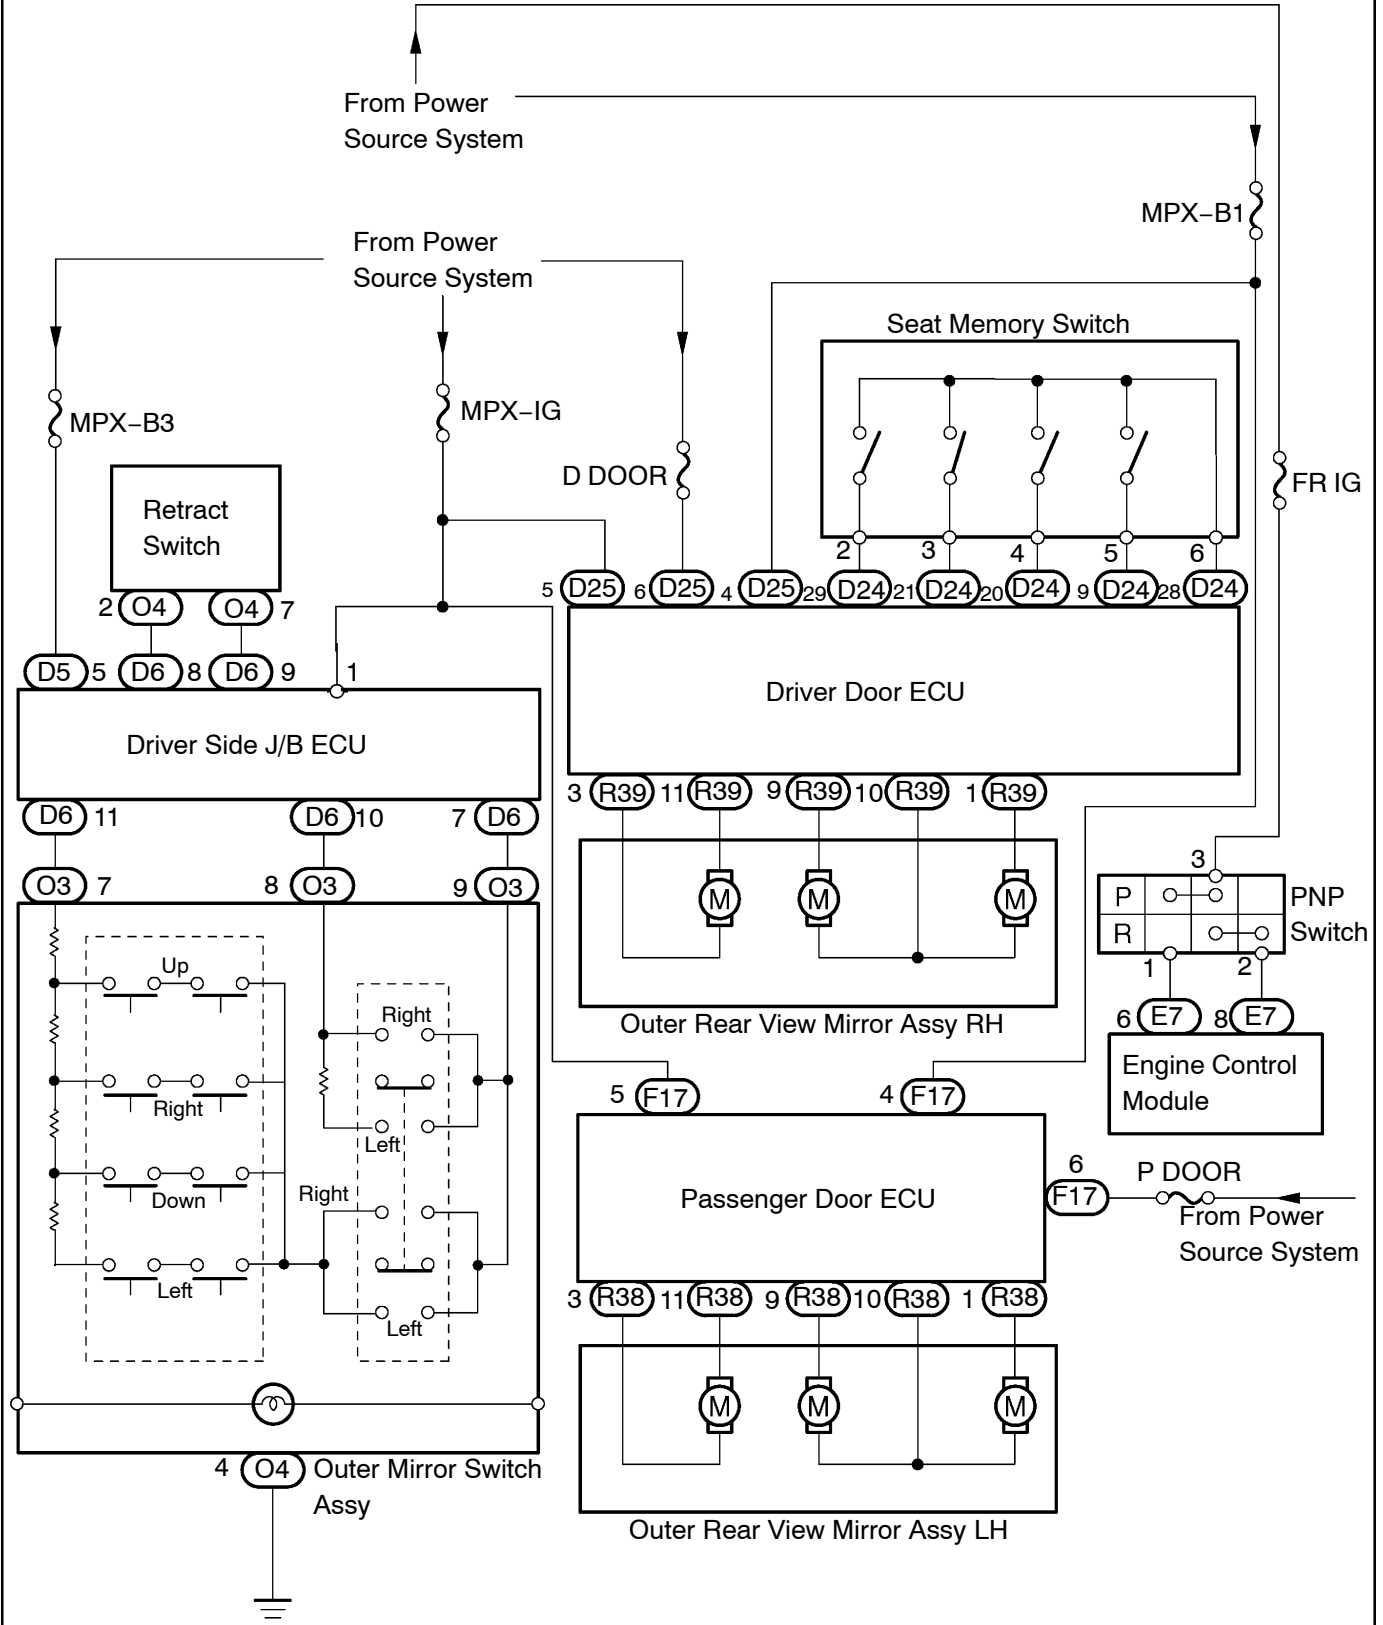 From Power
Source System
MPX–B1
From Power
Source System
Seat Memory Switch
MPX–B3
MPX–IG
D DOOR
FR IG
Retract
Switch
2 3 4 5 6
5 D25 6 D25 4 D25 29 D24 21 D24 20 D24 9 D24 28 D24
2 O4 O4 7
D5 5 D6 8 D6 9 1
Driver Door ECU
Driver Side J/B ECU
3 R39 11 R39 9 R39 10 R39 1 R39
D6 11 D6 10 7 D6
3
O3 7 8 O3 9 O3
M M M
P
PNP
R
Switch
1 2
Up
6 E7 8 E7
Right
Outer Rear View Mirror Assy RH
Engine Control
Module
5 F17 4 F17
Right
Left
6
P DOOR
F17
From Power
Source System
Right
Down
Passenger Door ECU
Left
Left
3 R38 11 R38 9 R38 10 R38 1 R38
M M M
4 O4 Outer Mirror Switch
Assy
Outer Rear View Mirror Assy LH